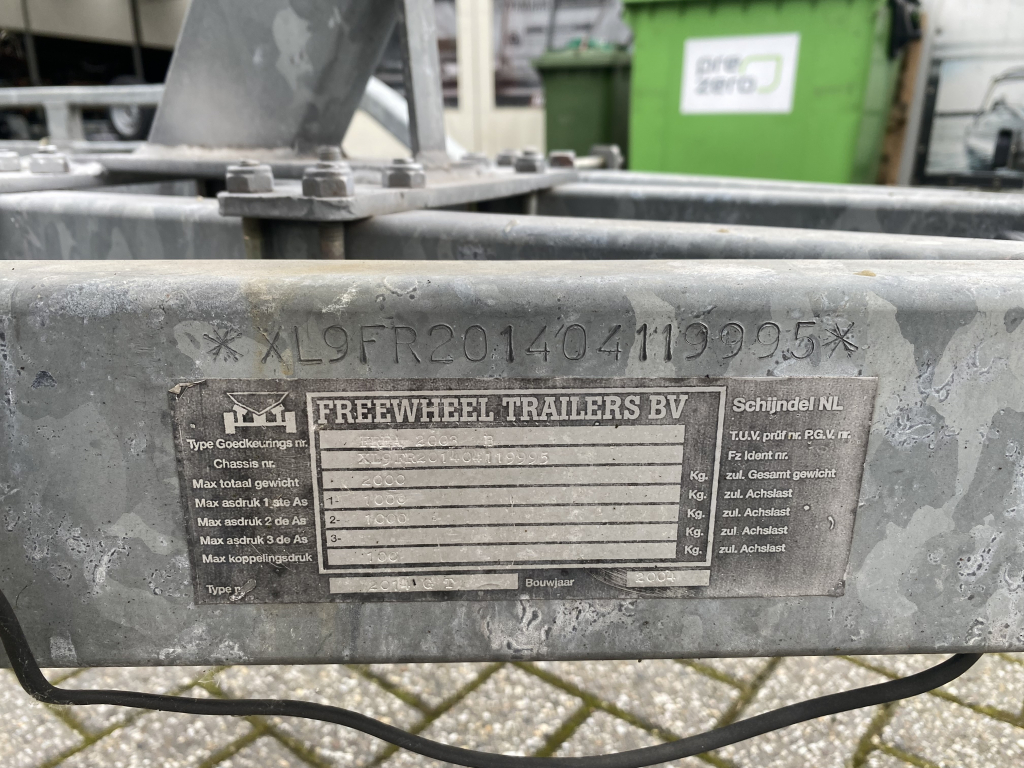 pre
zero
*XL9FR201404119995*
FREEWHEEL TRAILERS BV
Schijndel NL
Type Goedkeurings nr.
T.U.V. prüf nr. P.G.V. nr.
Chassis nr.
XL9FR201404119995
Fz Ident nr.
Max totaal gewicht
2000
Kg.
zul. Gesamt gewicht
Max asdruk 1 ste As
1-
1000
Kg.
zul. Achslast
Max asdruk 2 de As
2-
1000
Kg.
zul. Achslast
Max asdruk 3 de As
3-
Kg.
zul. Achslast
Max koppelingsdruk
100
Kg.
zul. Achslast
Type
2014
Bouwjaar
2004